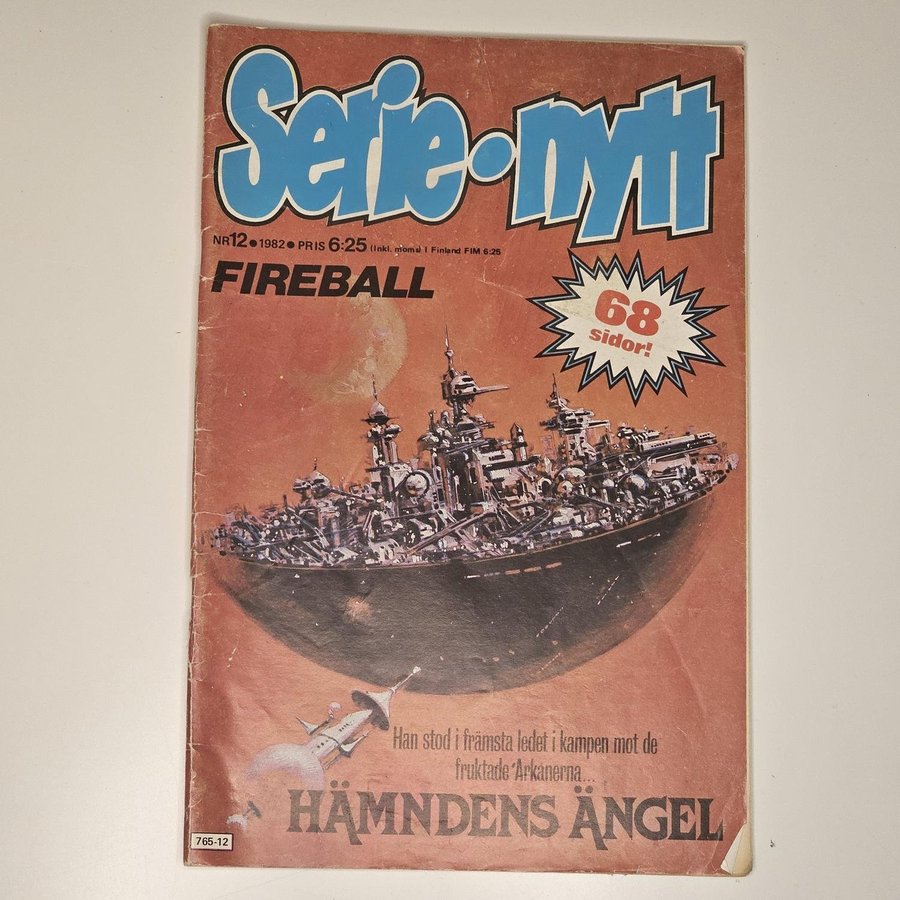 Serie•nytt
NR12•1982•PRIS 6:25 (Inkl. moms) I Finland FIM 6:25
FIREBALL
68
sidor!
Han stod i främsta ledet i kampen mot de
fruktade 'Arkanerna...
HÄMNDENS ÄNGEL
765-12